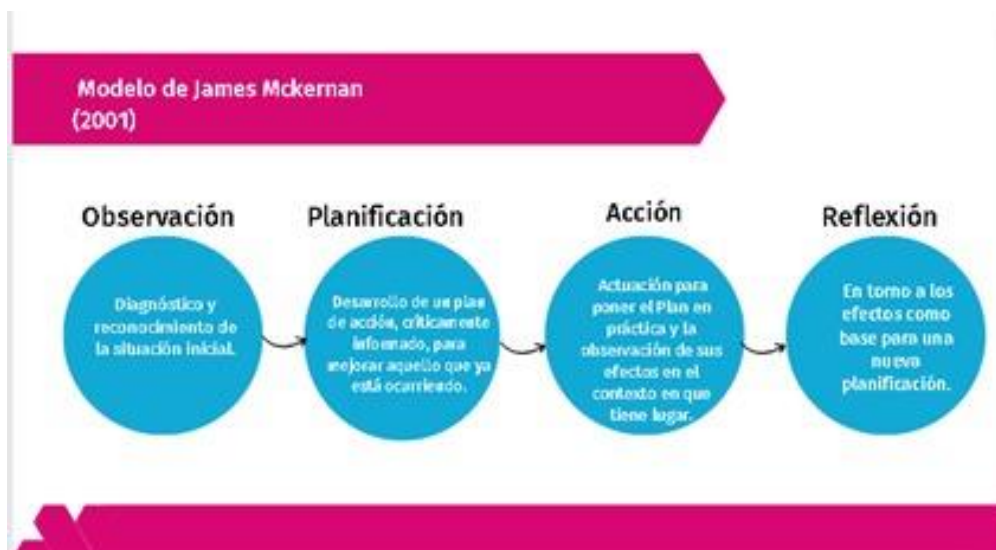 Modelo de James Mckernan
(2001)
Observación
Diagnóstico y
reconocimiento de
la situación inicial.
Planificación
Desarrollo de un plan
de acción, críticamente
informado, para
mejorar aquello que ya
está ocurriendo.
Acción
Actuación para
poner el Plan en
práctica y la
observación de sus
efectos en el
contexto en que
tiene lugar.
Reflexión
En torno a los
efectos como
base para una
nueva
planificación.